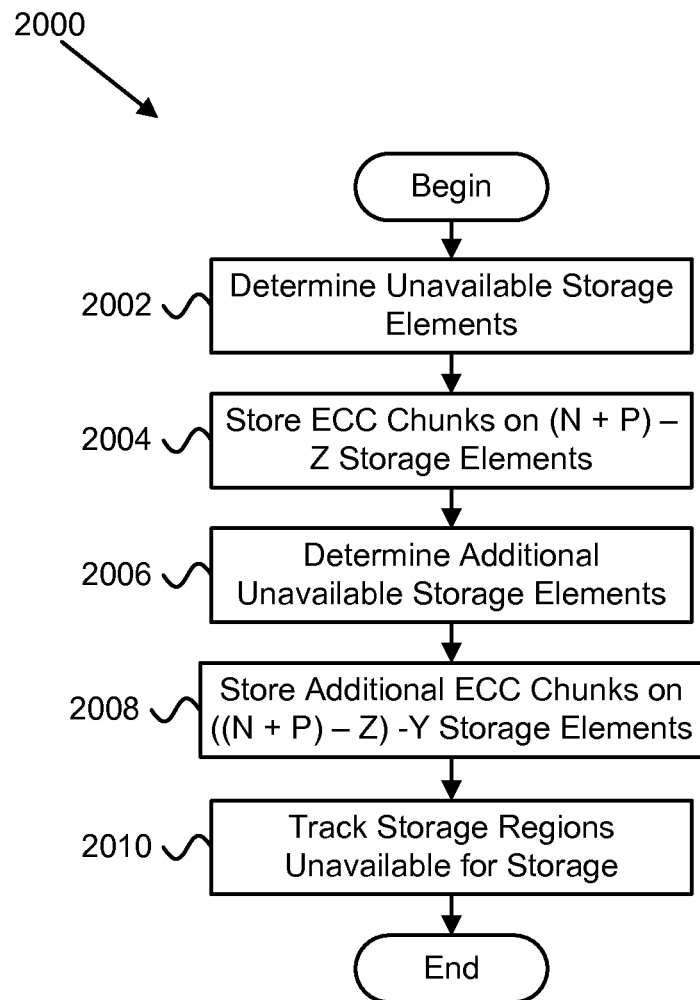 2000
Begin
2002
Determine Unavailable Storage
Elements
2004
Store ECC Chunks on (N + P) –
Z Storage Elements
2006
Determine Additional
Unavailable Storage Elements
2008
Store Additional ECC Chunks on
((N + P) – Z) -Y Storage Elements
2010
Track Storage Regions
Unavailable for Storage
End